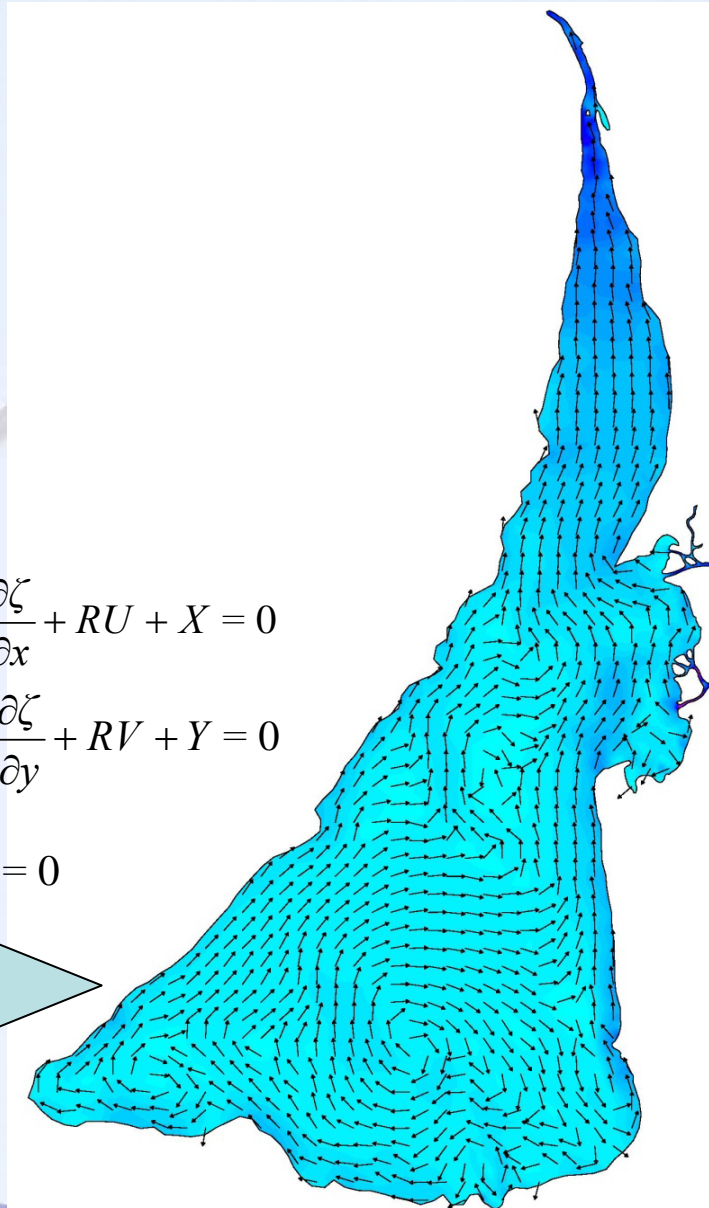 ∂ζ/∂x + RU + X = 0
∂ζ/∂y + RV + Y = 0
= 0